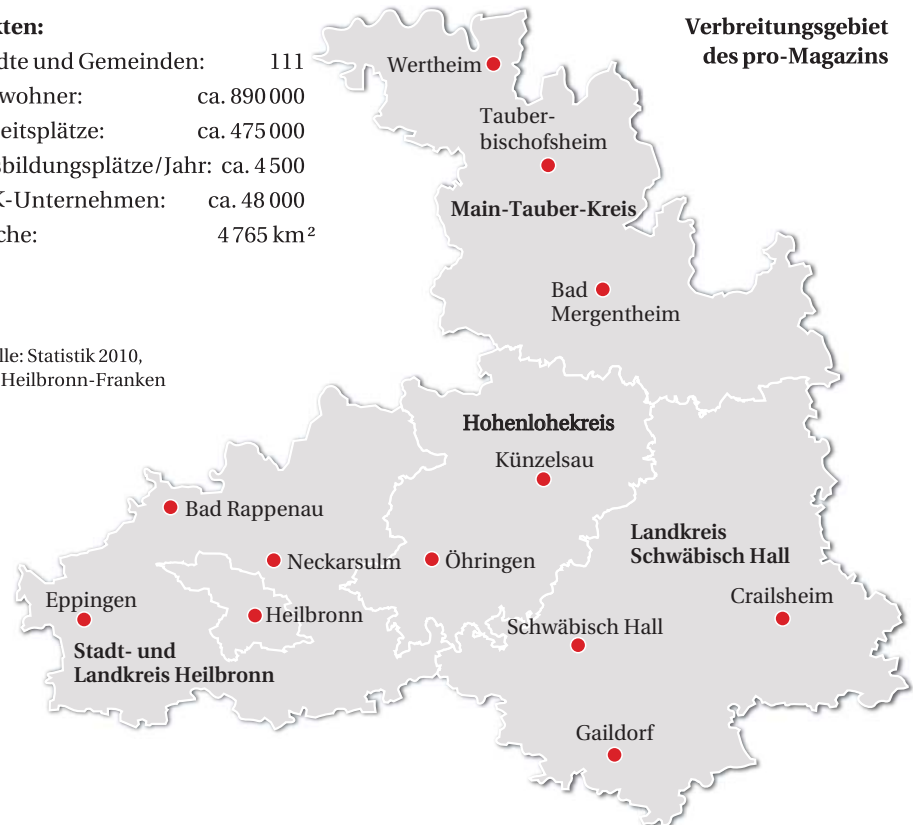 kten:
dte und Gemeinden: 111
wohner: ca. 890 000
eitsplätze: ca. 475 000
sbildungsplätze/Jahr: ca. 4 500
K-Unternehmen: ca. 48 000
che: 4 765 km²
lle: Statistik 2010,
Heilbronn-Franken
Verbreitungsgebiet
des pro-Magazins
Wertheim
Tauber-
bischofsheim
Main-Tauber-Kreis
Bad
Mergentheim
Hohenlohekreis
Künzelsau
Bad Rappenau
Landkreis
Schwäbisch Hall
Neckarsulm
Öhringen
Eppingen
Heilbronn
Crailsheim
Schwäbisch Hall
Stadt- und
Landkreis Heilbronn
Gaildorf